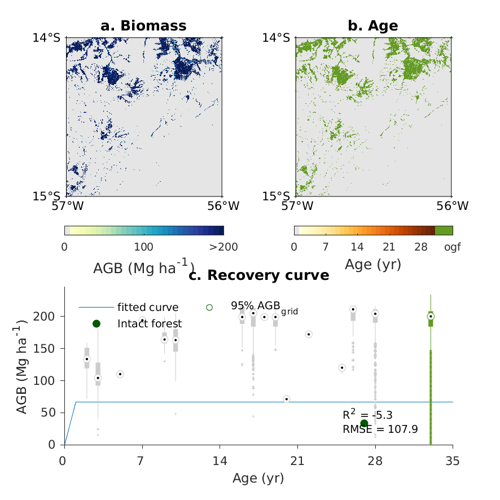 a. Biomass
b. Age
14°S
14°S
15°S
15°S
57°W
56°W
57°W
56°W
0
100
>200
0
7
14
21
28
ogf
AGB (Mg ha⁻¹)
Age (yr)
c. Recovery curve
fitted curve
95% AGB grid
Intact forest
200
150
100
50
0
AGB (Mg ha⁻¹)
R² = -5.3
RMSE = 107.9
0
7
14
21
28
35
Age (yr)